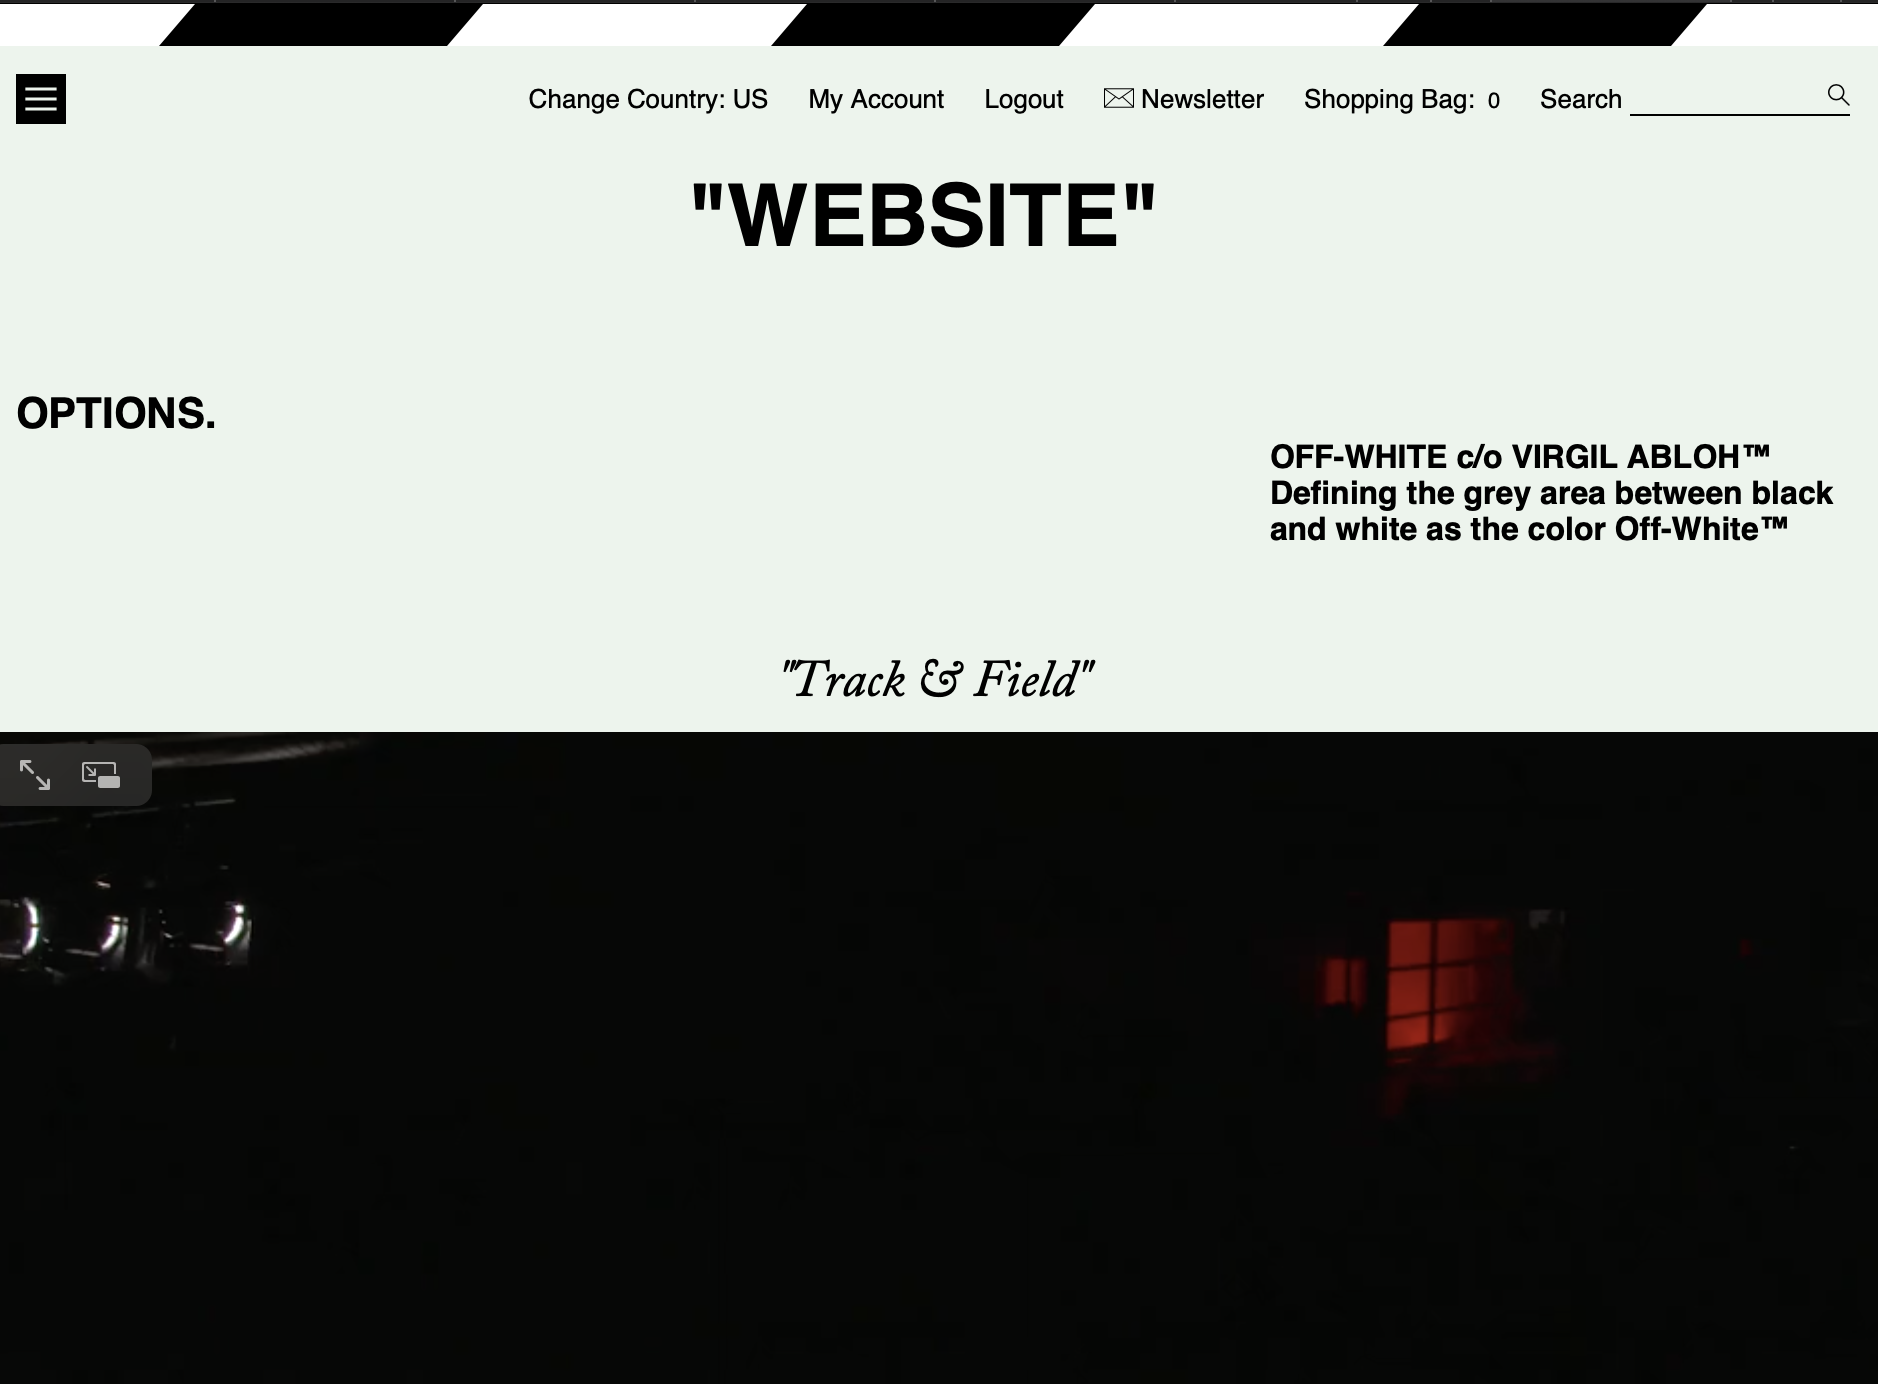 Change Country: US My Account Logout Newsletter Shopping Bag: 0 Search
"WEBSITE"
OPTIONS.
OFF-WHITE c/o VIRGIL ABLOH™
Defining the grey area between black
and white as the color Off-White™
"Track & Field"